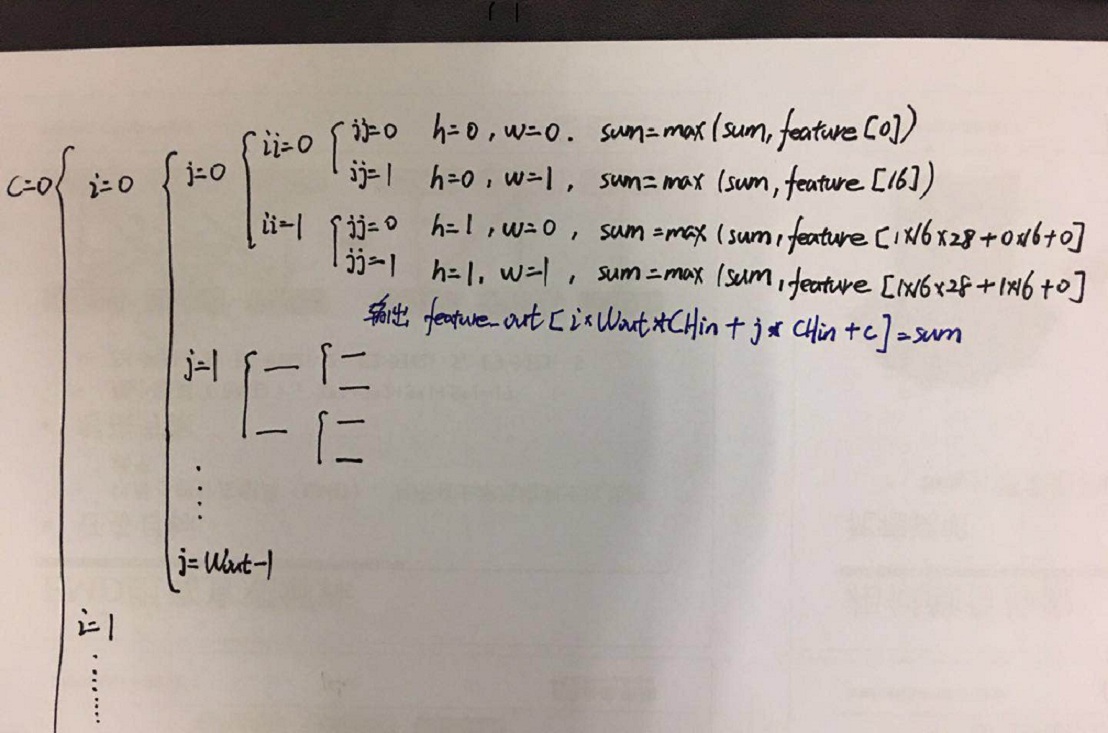 jj=0 h=0, w=0. sum=max(sum, feature[0])
ii=0
jj=1 h=0, w=1, sum=max(sum, feature[16])
c=0 i=0 j=0
ii=1 jj=0 h=1, w=0, sum=max(sum, feature[1×16×28+0×16+0]
jj=1 h=1, w=1, sum=max(sum, feature[1×16×28+1×16+0]
输出 feature_out[i*Wout*CHin + j* CHin + c]=sum
j=1
j=Wout-1
i=1